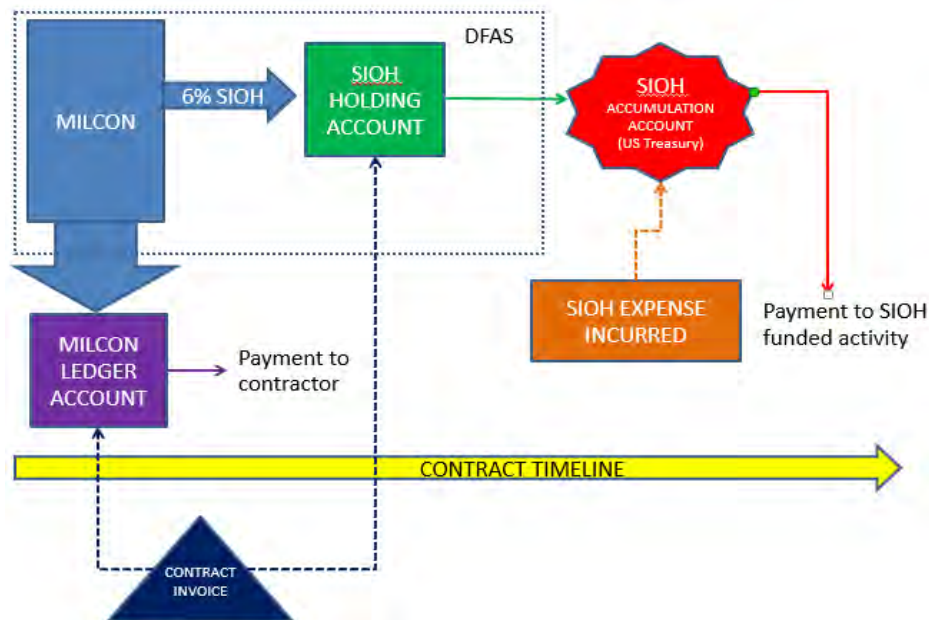 DFAS
MILCON
6% SIOH
SIOH
HOLDING
ACCOUNT
SIOH
ACCUMULATION
ACCOUNT
(US Treasury)
SIOH EXPENSE
INCURRED
Payment to SIOH
funded activity
MILCON
LEDGER
ACCOUNT
Payment to
contractor
CONTRACT TIMELINE
CONTRACT
INVOICE